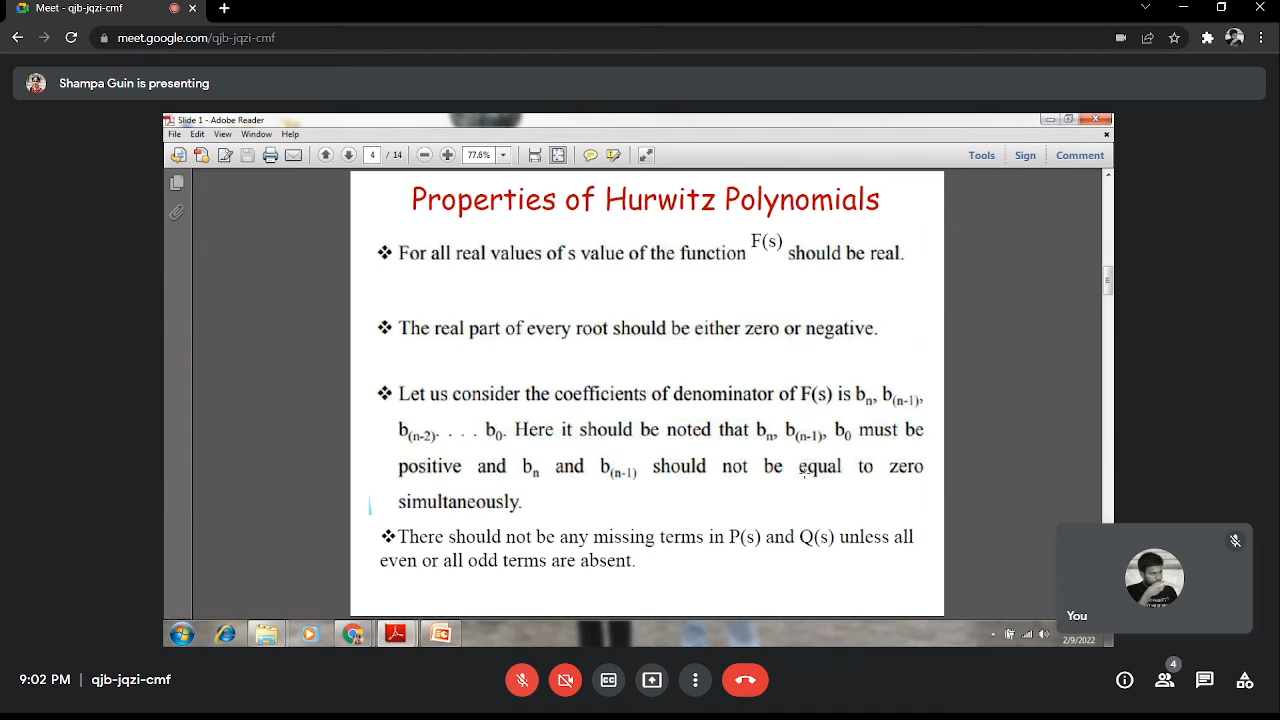 Meet - qjb-jqzi-cmf
meet.google.com/qjb-jqzi-cmf
Shampa Guin is presenting
Slide 1 - Adobe Reader
File Edit View Window Help
4 / 14 77.6% Tools Sign Comment
Properties of Hurwitz Polynomials
❖ For all real values of s value of the function F(s) should be real.
❖ The real part of every root should be either zero or negative.
❖ Let us consider the coefficients of denominator of F(s) is bn, b(n-1),
b(n-2). . . . b0. Here it should be noted that bn, b(n-1), b0 must be
positive and bn and b(n-1) should not be equal to zero
simultaneously.
❖There should not be any missing terms in P(s) and Q(s) unless all
even or all odd terms are absent.
You
2/9/2022
9:02 PM | qjb-jqzi-cmf
4